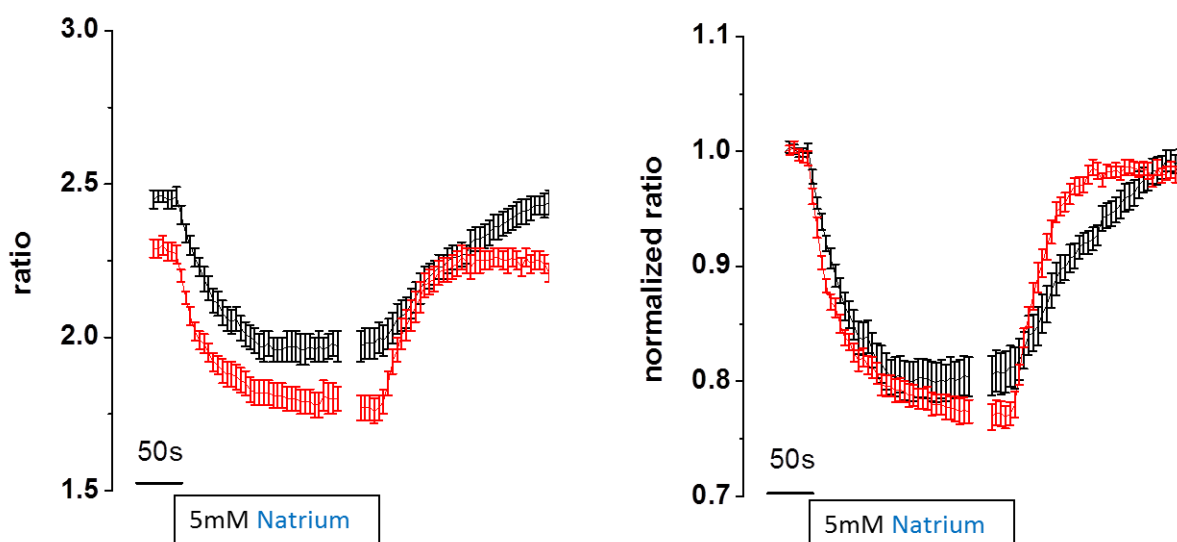 3.0
2.5
2.0
1.5
ratio
50s
5mM Natrium
1.1
1.0
0.9
0.8
0.7
normalized ratio
50s
5mM Natrium